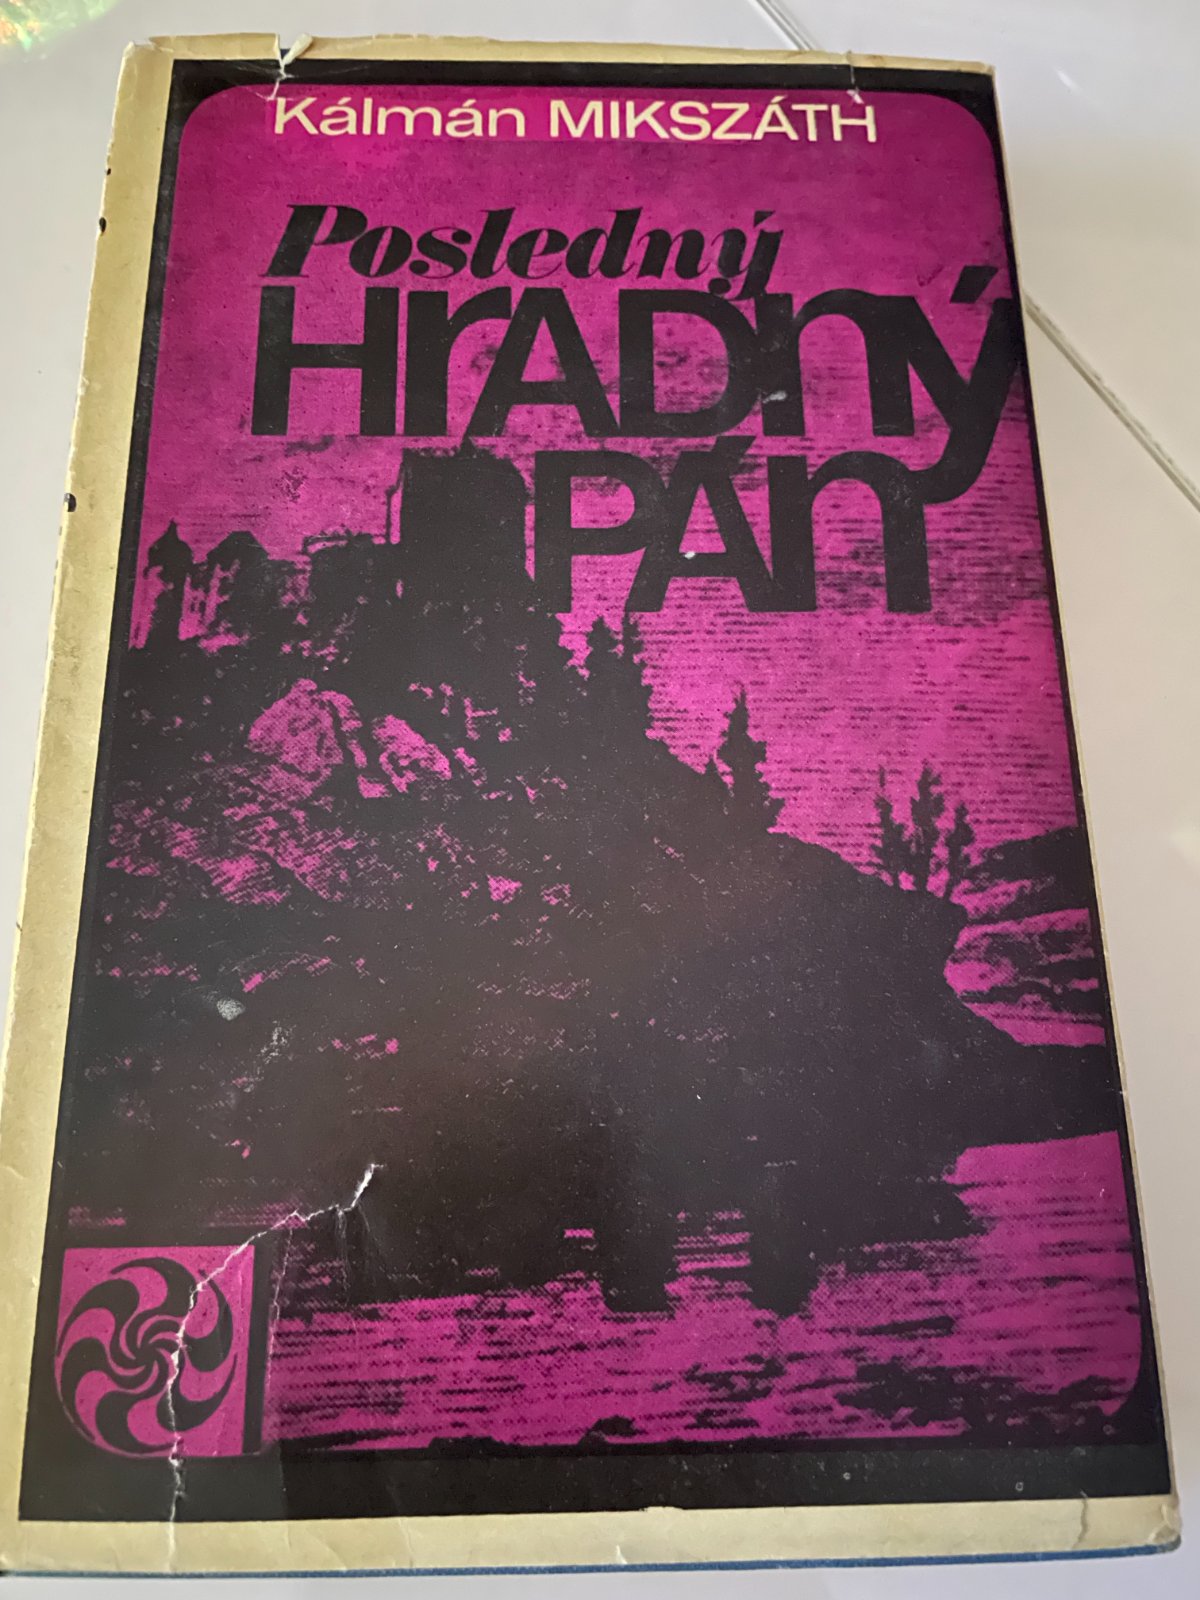 Kálmán MIKSZÁTH
Posledný
HrADný
PÁn